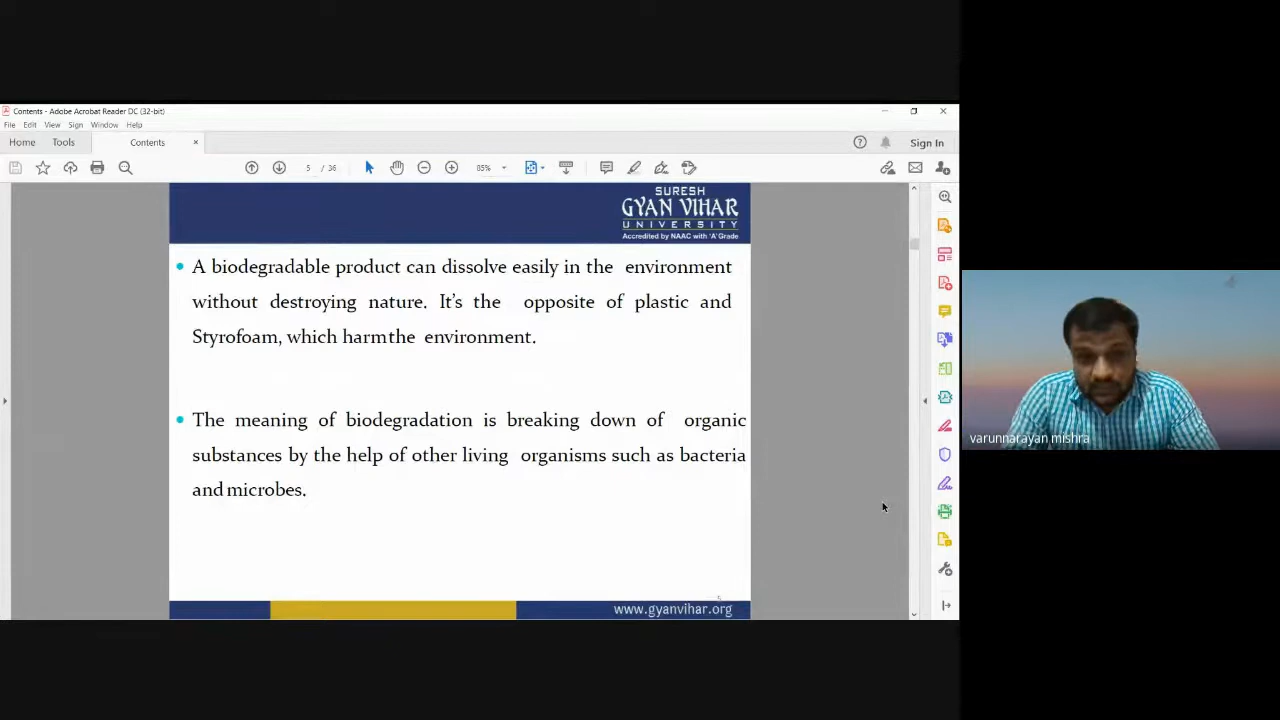 Contents - Adobe Acrobat Reader DC (32-bit)
File Edit View Sign Window Help
Home Tools Contents × Sign In
5 / 36 85%
SURESH
GYAN VIHAR
UNIVERSITY
Accredited by NAAC with 'A' Grade
• A biodegradable product can dissolve easily in the environment
without destroying nature. It's the opposite of plastic and
Styrofoam, which harmthe environment.
• The meaning of biodegradation is breaking down of organic
substances by the help of other living organisms such as bacteria
andmicrobes.
www.gyanvihar.org
varunnarayan mishra